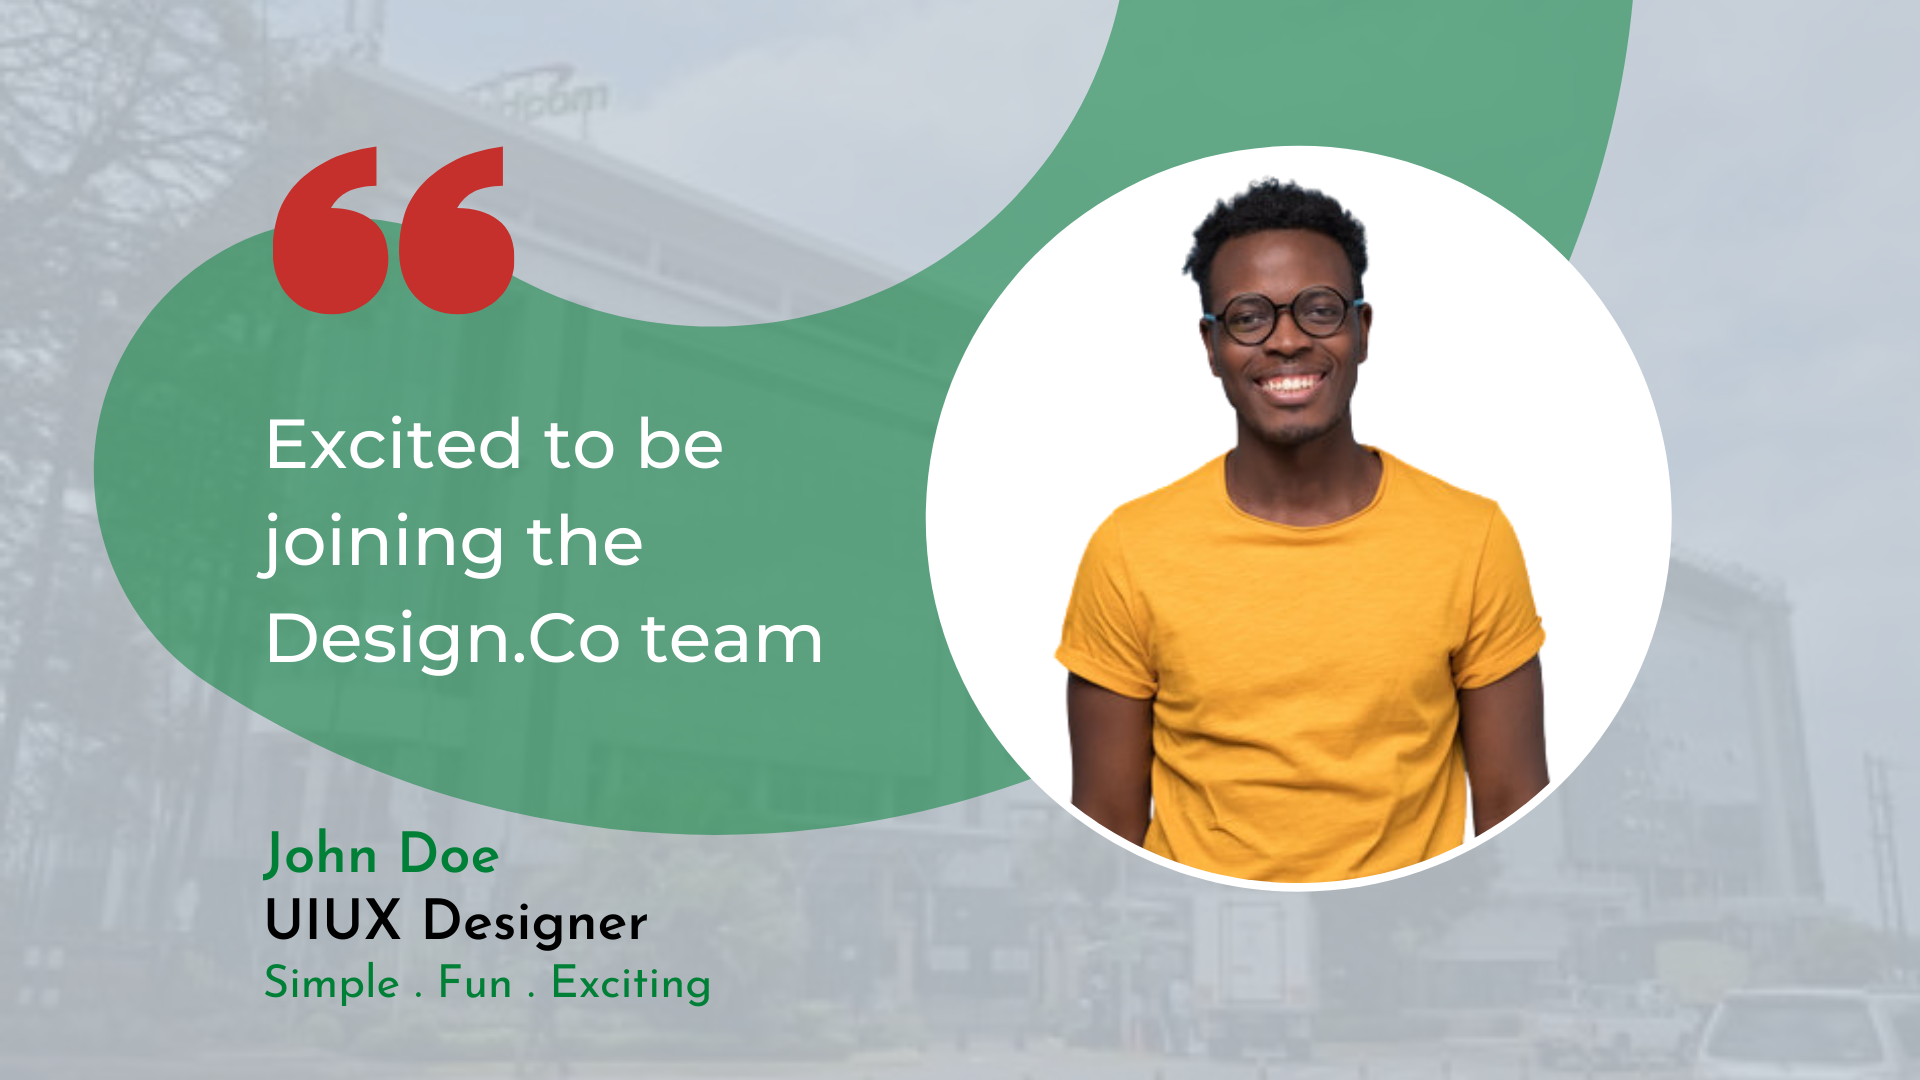 Excited to be
joining the
Design.Co team
John Doe
UIUX Designer
Simple . Fun . Exciting